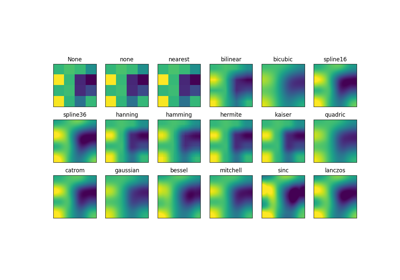 None none nearest bilinear bicubic spline16
spline36 hanning hamming hermite kaiser quadric
catrom gaussian bessel mitchell sinc lanczos